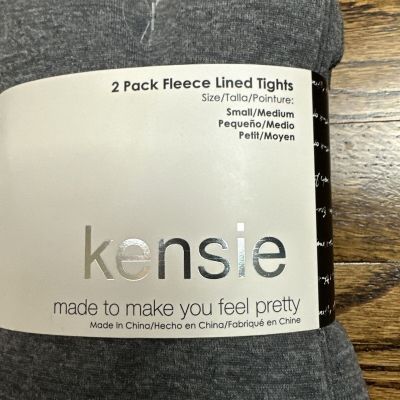 2 Pack Fleece Lined Tights
Size/Talla/Pointure:
Small/Medium
Pequeño/Medio
Petit/Moyen
kensie
made to make you feel pretty
Made In China/Hecho en China/Fabriqué en Chine